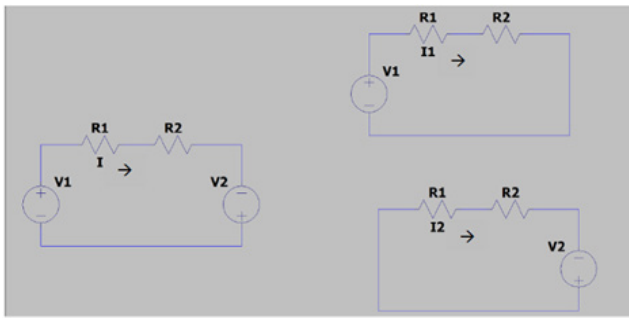 R1 R2
I →
V1 V2
+ −
− +
R1 R2
I1 →
V1
+
−
R1 R2
I2 →
V2
−
+